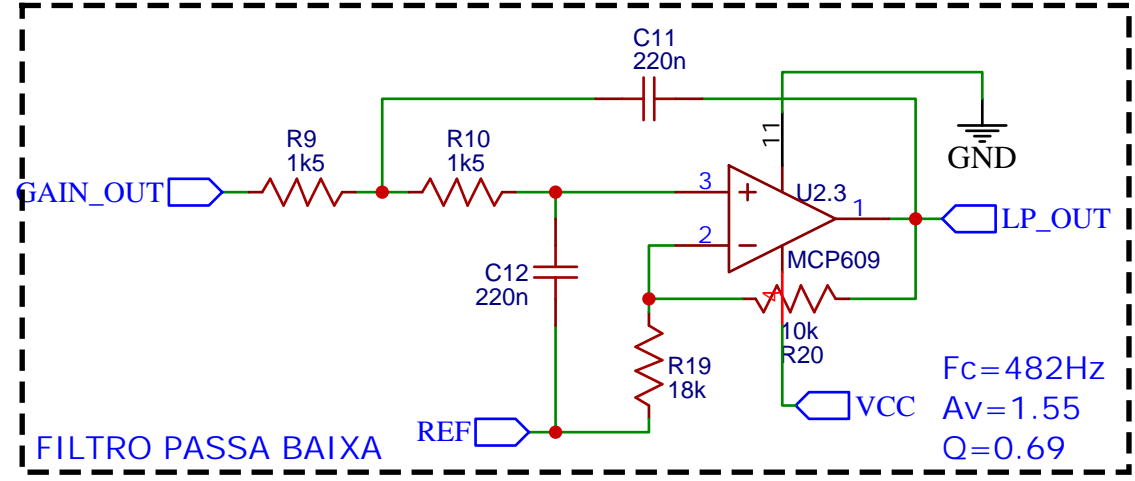 C11
220n
R9
1k5
R10
1k5
11
GND
GAIN_OUT
3
U2.3
1
LP_OUT
2
MCP609
C12
220n
4
10k
R20
R19
18k
VCC
REF
Fc=482Hz
Av=1.55
Q=0.69
FILTRO PASSA BAIXA